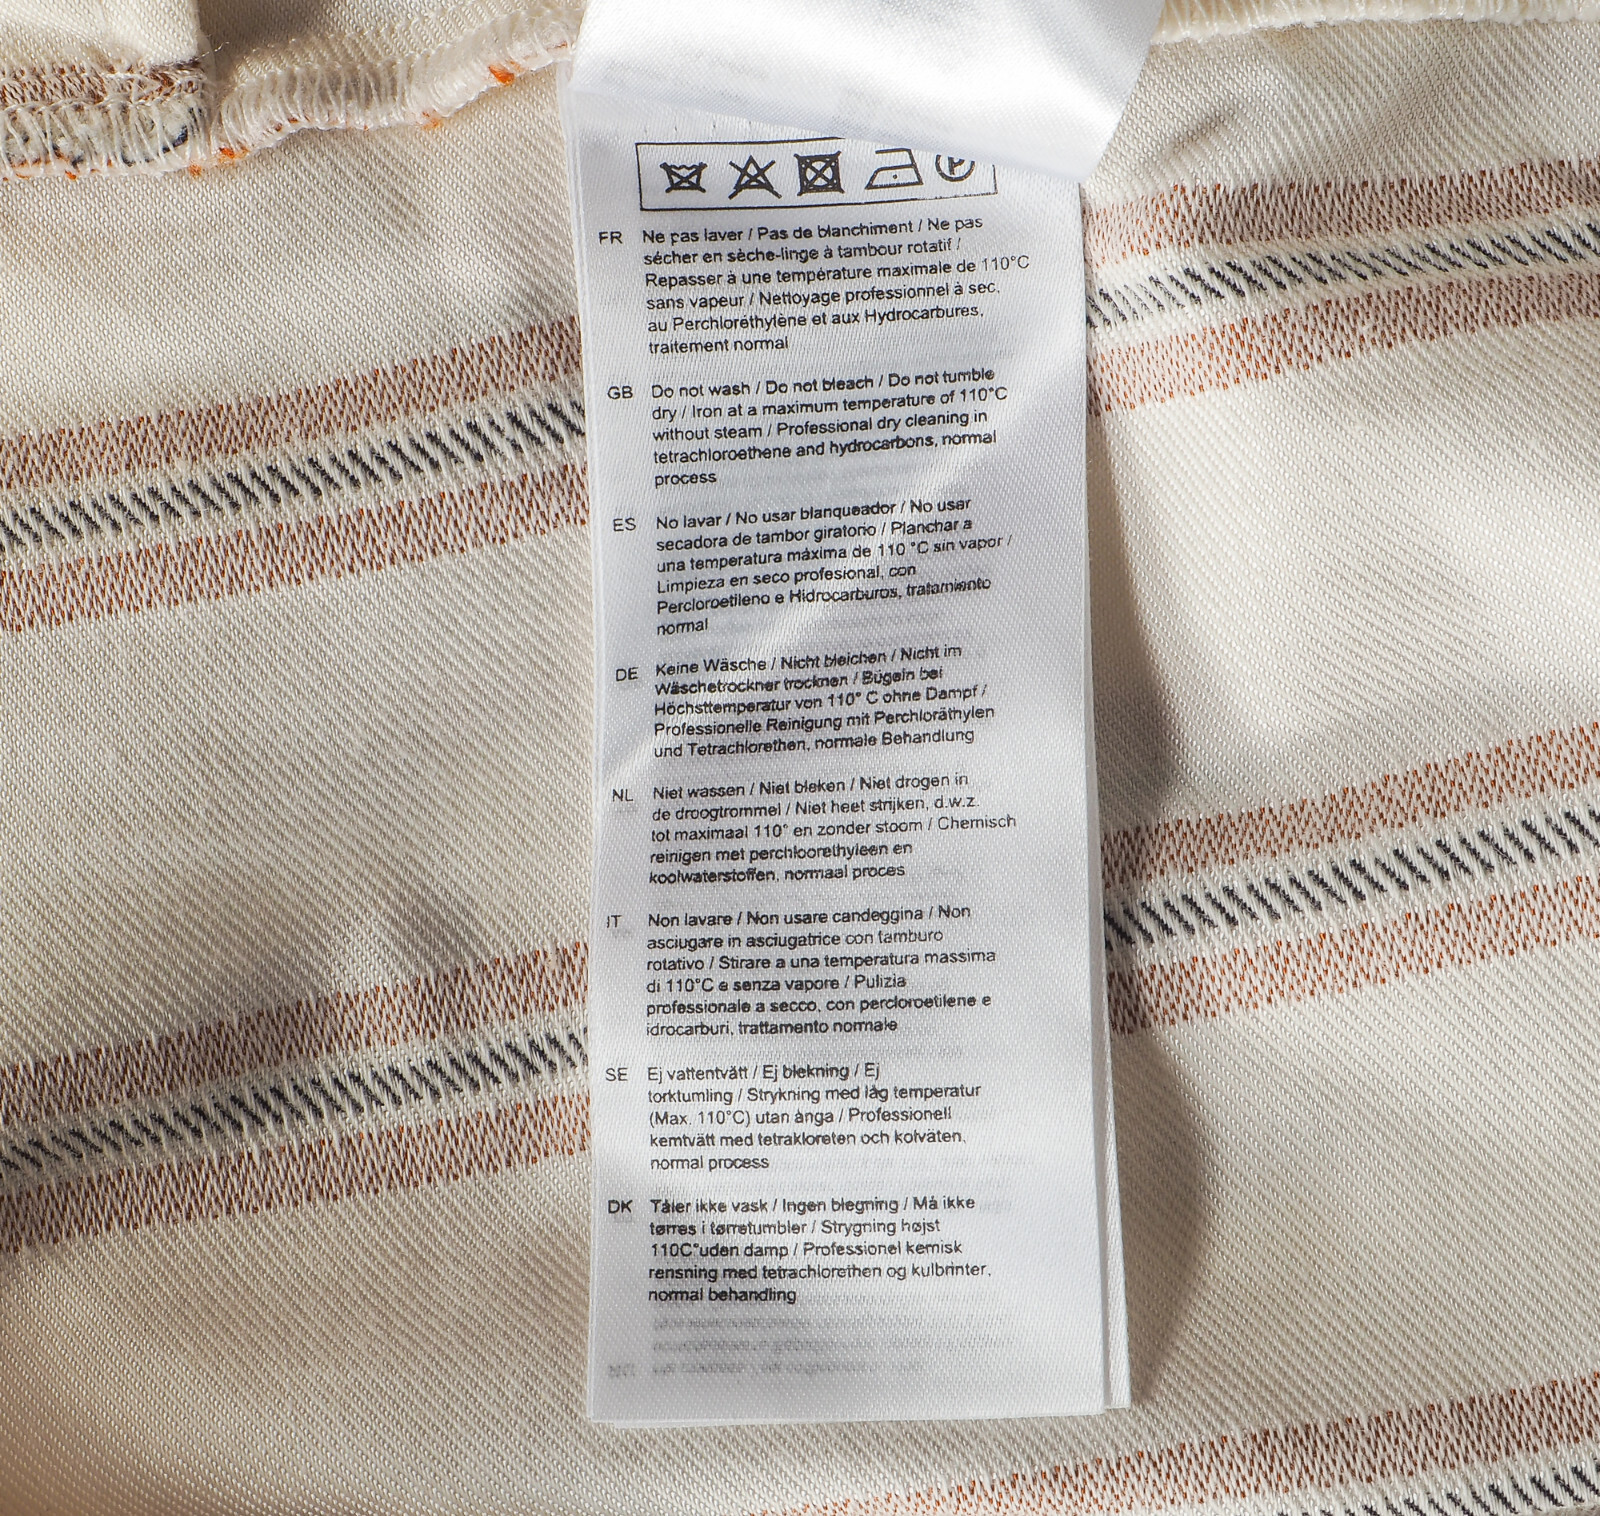 P
FR Ne pas laver / Pas de blanchiment / Ne pas
sécher en sèche-linge à tambour rotatif /
Repasser à une température maximale de 110°C
sans vapeur / Nettoyage professionnel à sec,
au Perchloréthylène et aux Hydrocarbures,
traitement normal
GB Do not wash / Do not bleach / Do not tumble
dry / Iron at a maximum temperature of 110°C
without steam / Professional dry cleaning in
tetrachloroethene and hydrocarbons, normal
process
ES No lavar / No usar blanqueador / No usar
secadora de tambor giratorio / Planchar a
una temperatura máxima de 110 °C sin vapor /
Limpieza en seco profesional, con
Percloroetileno e Hidrocarburos, tratamiento
normal
DE Keine Wäsche / Nicht bleichen / Nicht im
Wäschetrockner trocknen / Bügeln bei
Höchsttemperatur von 110° C ohne Dampf /
Professionelle Reinigung mit Perchloräthylen
und Tetrachlorethen, normale Behandlung
NL Niet wassen / Niet bleken / Niet drogen in
de droogtrommel / Niet heet strijken, d.w.z.
tot maximaal 110° en zonder stoom / Chemisch
reinigen met perchloorethyleen en
koolwaterstoffen, normaal proces
IT Non lavare / Non usare candeggina / Non
asciugare in asciugatrice con tamburo
rotativo / Stirare a una temperatura massima
di 110°C e senza vapore / Pulizia
professionale a secco, con percloroetilene e
idrocarburi, trattamento normale
SE Ej vattentvätt / Ej blekning / Ej
torktumling / Strykning med låg temperatur
(Max. 110°C) utan ånga / Professionell
kemtvätt med tetrakloreten och kolväten,
normal process
DK Tåler ikke vask / Ingen blegning / Må ikke
tørres i tørretumbler / Strygning højst
110C°uden damp / Professionel kemisk
rensning med tetrachlorethen og kulbrinter,
normal behandling